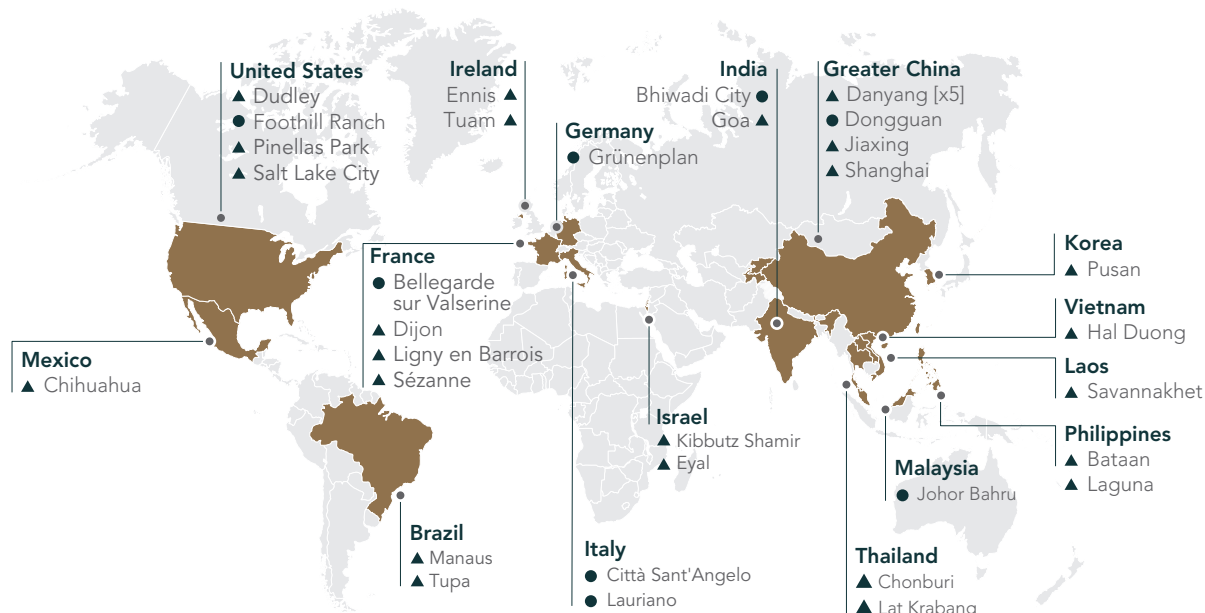 United States
Dudley
Foothill Ranch
Pinellas Park
Salt Lake City
Ireland
Ennis
Tuam
Germany
Grünenplan
India
Bhiwadi City
Goa
Greater China
Danyang [x5]
Dongguan
Jiaxing
Shanghai
France
Bellegarde
sur Valserine
Dijon
Ligny en Barrois
Sézanne
Korea
Pusan
Vietnam
Hal Duong
Laos
Savannakhet
Mexico
Chihuahua
Israel
Kibbutz Shamir
Eyal
Philippines
Bataan
Laguna
Malaysia
Johor Bahru
Brazil
Manaus
Tupa
Italy
Città Sant'Angelo
Lauriano
Thailand
Chonburi
Lat Krabang